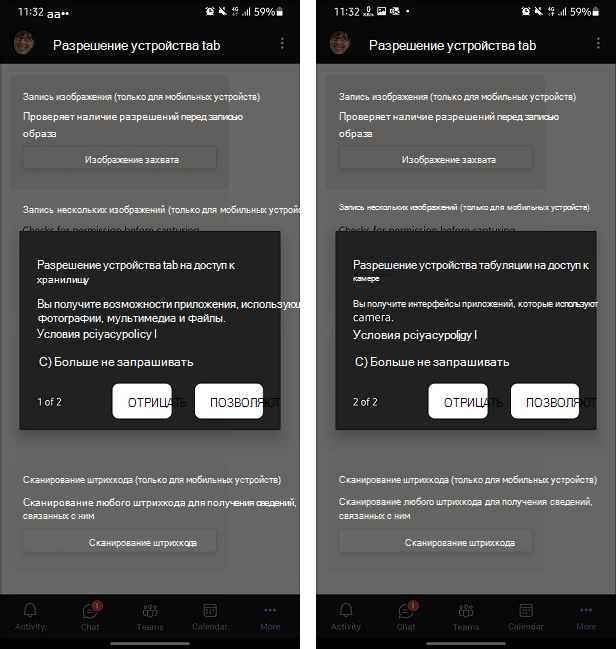 11:32 aa•• 59%
Разрешение устройства tab
Запись изображения (только для мобильных устройств)
Проверяет наличие разрешений перед записью
образа
Изображение захвата
Запись нескольких изображений (только для мобильных устройс
Checks for permission before capturing
Разрешение устройства tab на доступ к
хранилищу
Вы получите возможности приложения, использующ
фотографии, мультимедиа и файлы.
Условия pciyacypolicy I
С) Больше не запрашивать
1 of 2
ОТРИЦАТЬ
ПОЗВОЛЯЮТ
Сканирование штрихкода (только для мобильных устройств)
Сканирование любого штрихкода для получения сведений,
связанных с ним
Сканирование штрихкода
Activity
1
Chat
Teams
Calendar
More
11:32 59%
Разрешение устройства tab
Запись изображения (только для мобильных устройств)
Проверяет наличие разрешений перед записью
образа
Изображение захвата
Запись нескольких изображений (только для мобильных устройств)
Checks for permission before capturing
Разрешение устройства табуляции на доступ к
камере
Вы получите интерфейсы приложений, которые используют
camera.
Условия pciyacypoljgy I
С) Больше не запрашивать
2 of 2
ОТРИЦАТЬ
ПОЗВОЛЯЮТ
Сканирование штрихкода (только для мобильных устройств)
Сканирование любого штрихкода для получения сведений,
связанных с ним
Сканирование штрихкода
Activity
1
Chat
Teams
Calendar
More